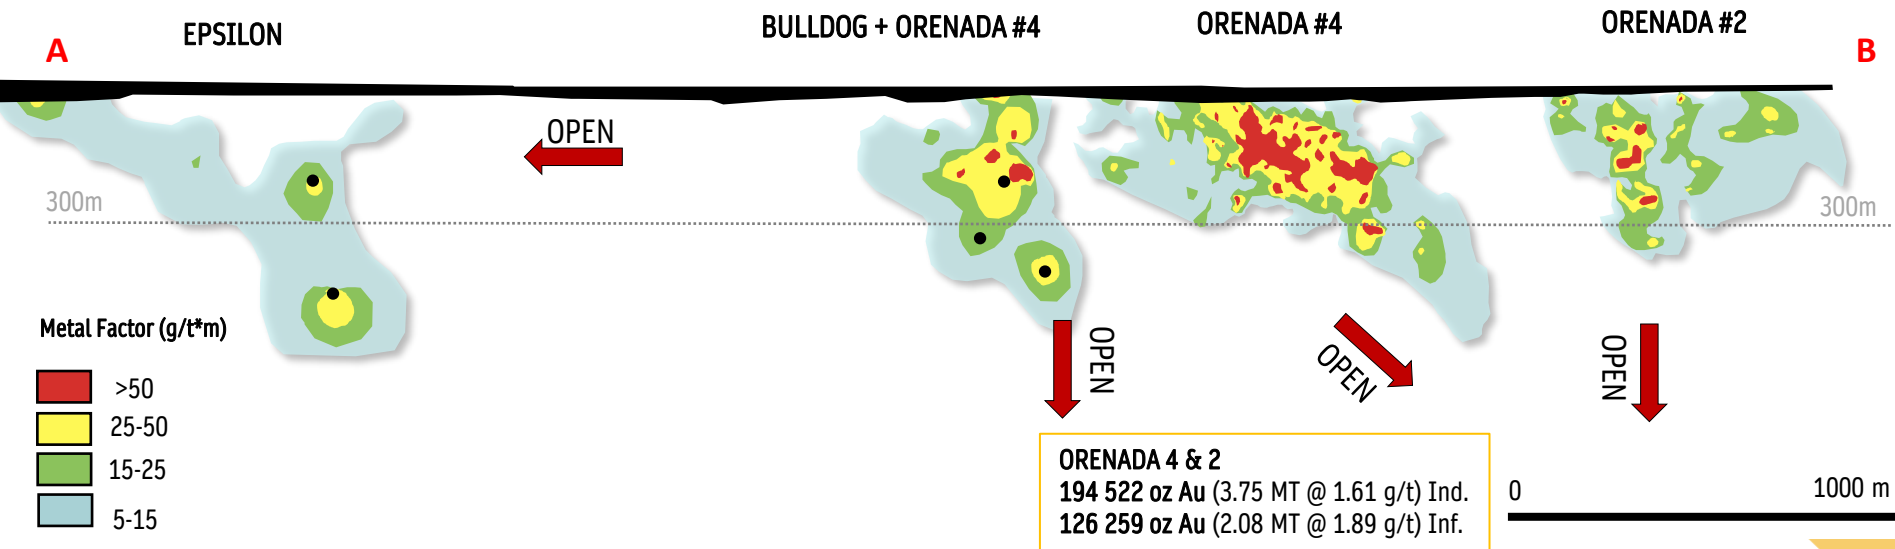 EPSILON
BULLDOG + ORENADA #4
ORENADA #4
ORENADA #2
A
B
OPEN
300m
300m
Metal Factor (g/t*m)
>50
25-50
15-25
5-15
OPEN
OPEN
OPEN
ORENADA 4 & 2
194 522 oz Au (3.75 MT @ 1.61 g/t) Ind.
126 259 oz Au (2.08 MT @ 1.89 g/t) Inf.
0
1000 m